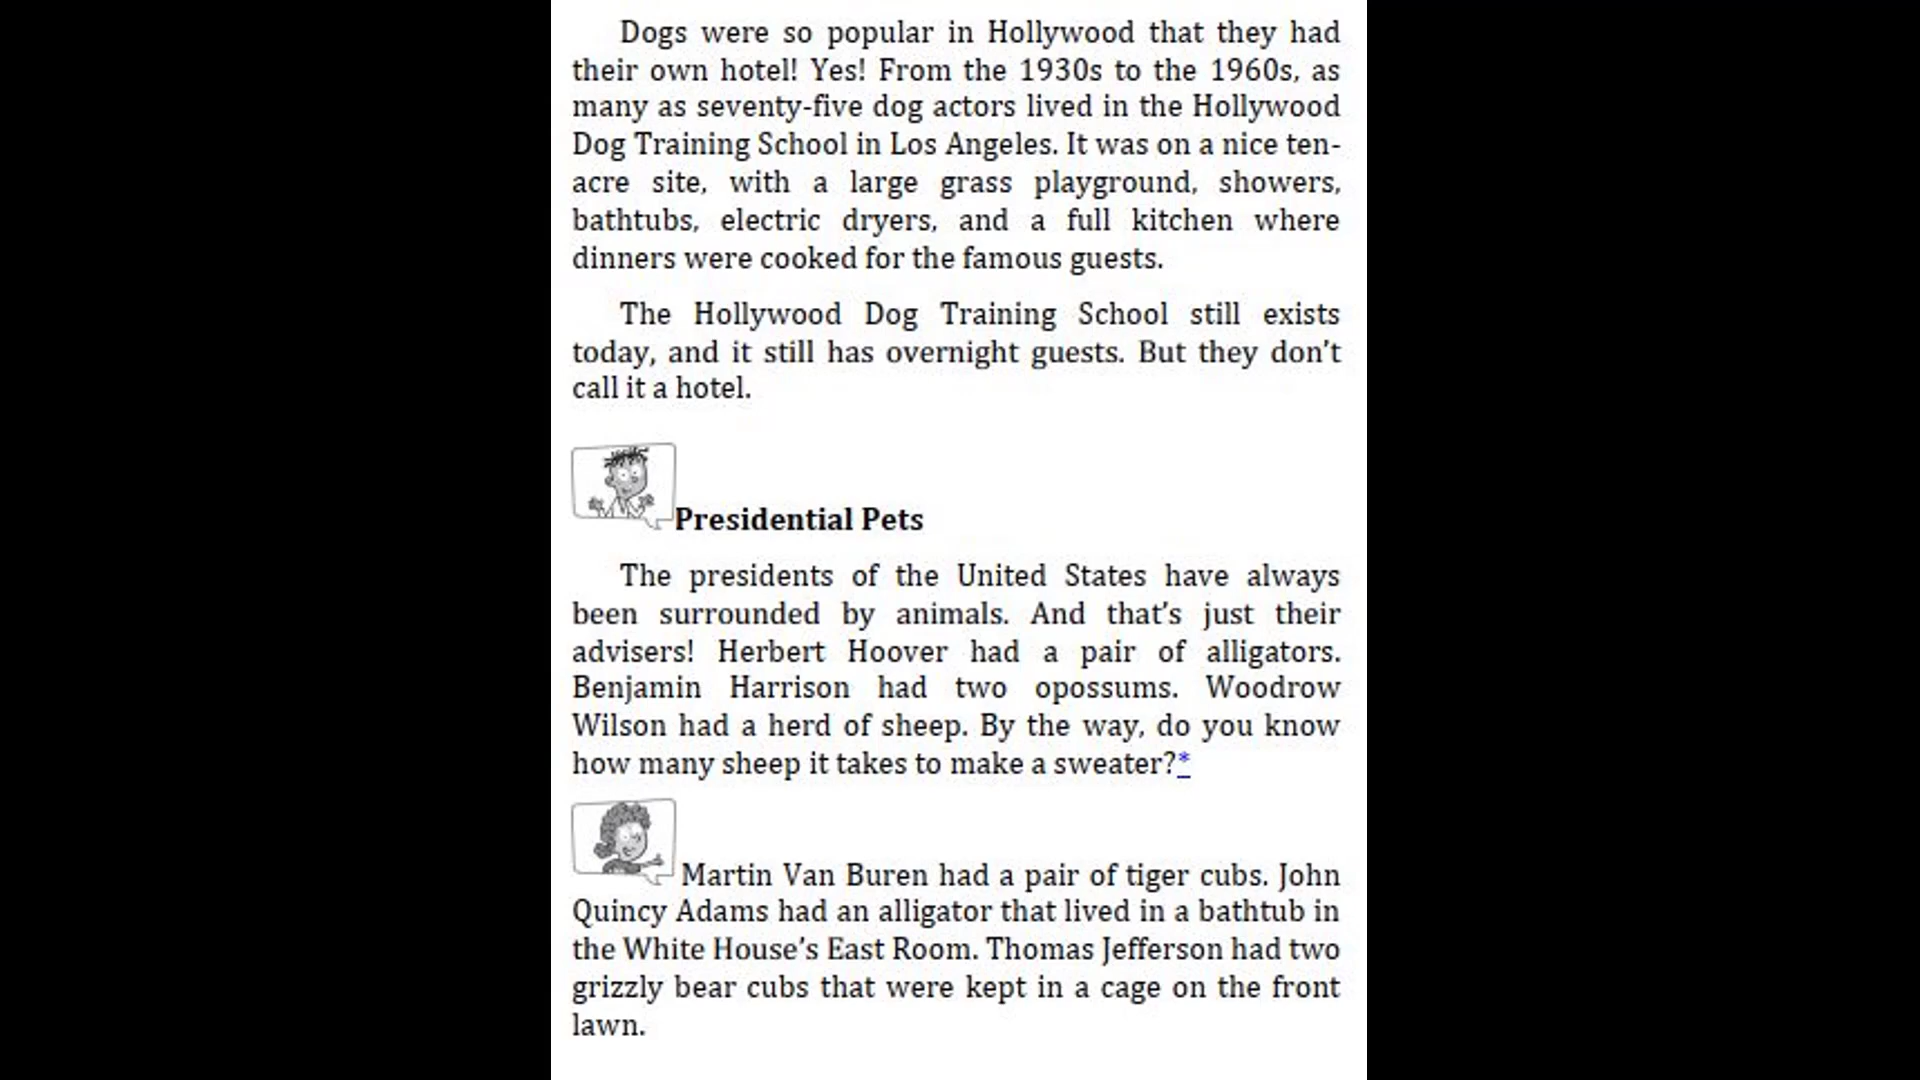 Dogs were so popular in Hollywood that they had
their own hotel! Yes! From the 1930s to the 1960s, as
many as seventy-five dog actors lived in the Hollywood
Dog Training School in Los Angeles. It was on a nice ten-
acre site, with a large grass playground, showers,
bathtubs, electric dryers, and a full kitchen where
dinners were cooked for the famous guests.
The Hollywood Dog Training School still exists
today, and it still has overnight guests. But they don’t
call it a hotel.
Presidential Pets
The presidents of the United States have always
been surrounded by animals. And that’s just their
advisers! Herbert Hoover had a pair of alligators.
Benjamin Harrison had two opossums. Woodrow
Wilson had a herd of sheep. By the way, do you know
how many sheep it takes to make a sweater?*
Martin Van Buren had a pair of tiger cubs. John
Quincy Adams had an alligator that lived in a bathtub in
the White House’s East Room. Thomas Jefferson had two
grizzly bear cubs that were kept in a cage on the front
lawn.